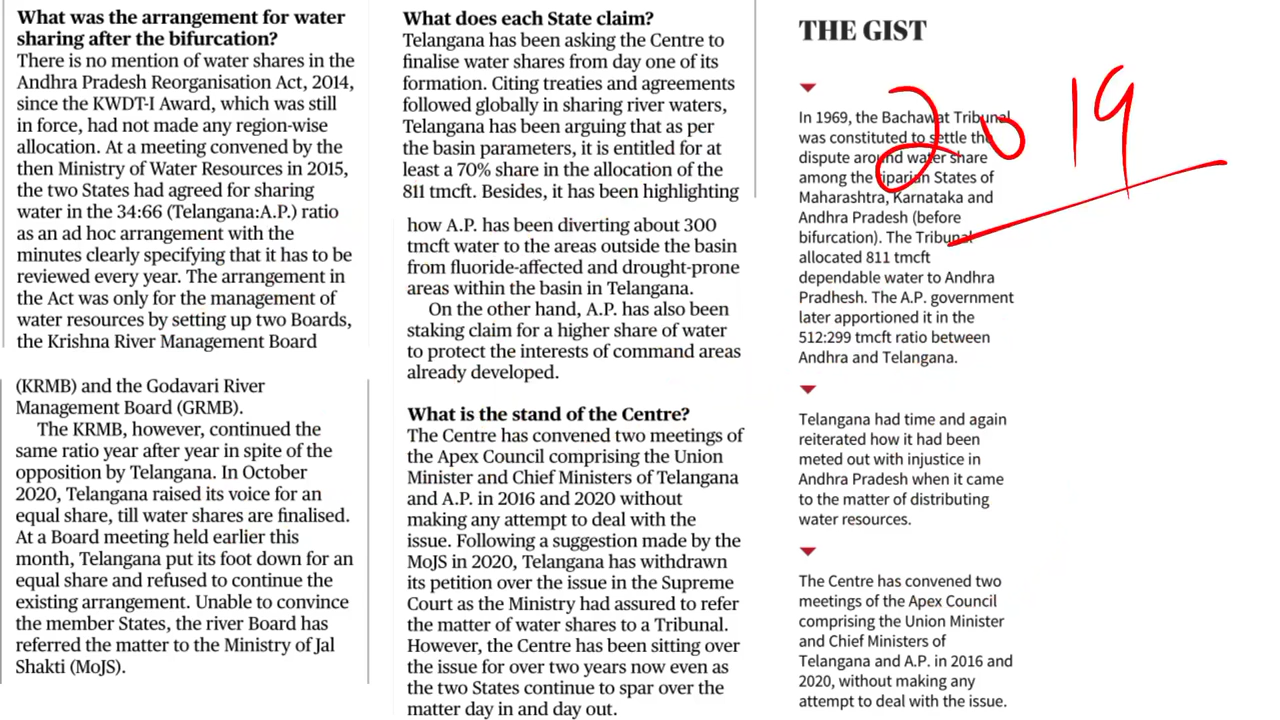 What was the arrangement for water
sharing after the bifurcation?
There is no mention of water shares in the
Andhra Pradesh Reorganisation Act, 2014,
since the KWDT-I Award, which was still
in force, had not made any region-wise
allocation. At a meeting convened by the
then Ministry of Water Resources in 2015,
the two States had agreed for sharing
water in the 34:66 (Telangana:A.P.) ratio
as an ad hoc arrangement with the
minutes clearly specifying that it has to be
reviewed every year. The arrangement in
the Act was only for the management of
water resources by setting up two Boards,
the Krishna River Management Board
(KRMB) and the Godavari River
Management Board (GRMB).
The KRMB, however, continued the
same ratio year after year in spite of the
opposition by Telangana. In October
2020, Telangana raised its voice for an
equal share, till water shares are finalised.
At a Board meeting held earlier this
month, Telangana put its foot down for an
equal share and refused to continue the
existing arrangement. Unable to convince
the member States, the river Board has
referred the matter to the Ministry of Jal
Shakti (MoJS).
What does each State claim?
Telangana has been asking the Centre to
finalise water shares from day one of its
formation. Citing treaties and agreements
followed globally in sharing river waters,
Telangana has been arguing that as per
the basin parameters, it is entitled for at
least a 70% share in the allocation of the
811 tmcft. Besides, it has been highlighting
how A.P. has been diverting about 300
tmcft water to the areas outside the basin
from fluoride-affected and drought-prone
areas within the basin in Telangana.
On the other hand, A.P. has also been
staking claim for a higher share of water
to protect the interests of command areas
already developed.
What is the stand of the Centre?
The Centre has convened two meetings of
the Apex Council comprising the Union
Minister and Chief Ministers of Telangana
and A.P. in 2016 and 2020 without
making any attempt to deal with the
issue. Following a suggestion made by the
MoJS in 2020, Telangana has withdrawn
its petition over the issue in the Supreme
Court as the Ministry had assured to refer
the matter of water shares to a Tribunal.
However, the Centre has been sitting over
the issue for over two years now even as
the two States continue to spar over the
matter day in and day out.
THE GIST
In 1969, the Bachawat Tribunal
was constituted to settle the
dispute around water share
among the riparian States of
Maharashtra, Karnataka and
Andhra Pradesh (before
bifurcation). The Tribunal
allocated 811 tmcft
dependable water to Andhra
Pradhesh. The A.P. government
later apportioned it in the
512:299 tmcft ratio between
Andhra and Telangana.
Telangana had time and again
reiterated how it had been
meted out with injustice in
Andhra Pradesh when it came
to the matter of distributing
water resources.
The Centre has convened two
meetings of the Apex Council
comprising the Union Minister
and Chief Ministers of
Telangana and A.P. in 2016 and
2020, without making any
attempt to deal with the issue.
2019